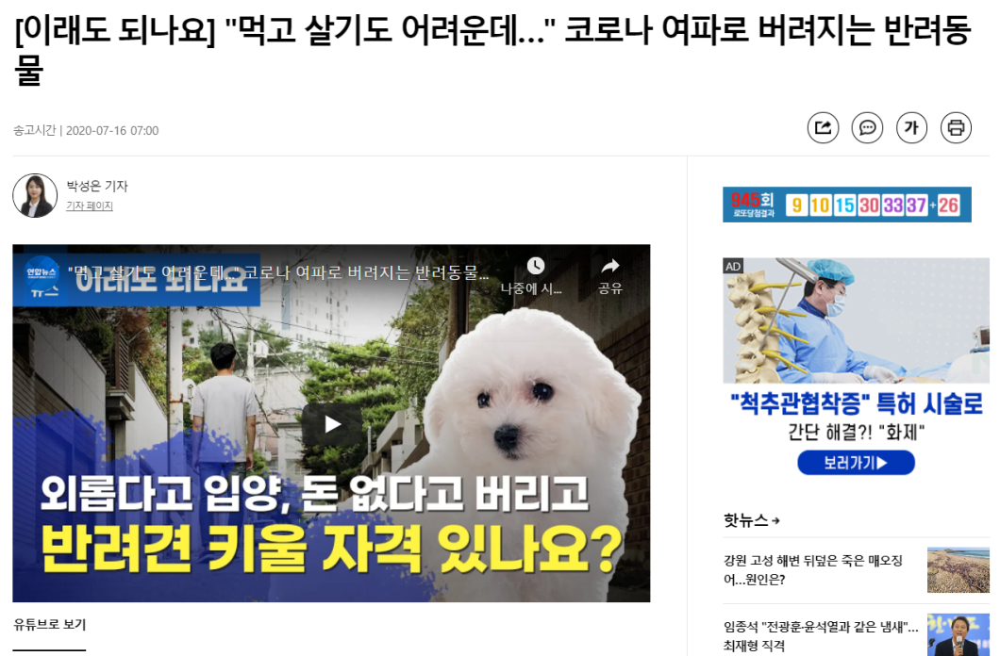 [이래도 되나요] "먹고 살기도 어려운데…" 코로나 여파로 버려지는 반려동
물
송고시간 | 2020-07-16 07:00
가
박성은 기자
기자 페이지
945회
로또당첨결과
9 10 15 30 33 37 + 26
연합뉴스
"먹고 살기도 어려운데..." 코로나 여파로 버려지는 반려동물...
나중에 시...
공유
뉴스
이래도 되나요
외롭다고 입양, 돈 없다고 버리고
반려견 키울 자격 있나요?
유튜브로 보기
AD
"척추관협착증" 특허 시술로
간단 해결?! "화제"
보러가기▶
핫뉴스
강원 고성 해변 뒤덮은 죽은 매오징
어…원인은?
임종석 "전광훈·윤석열과 같은 냄새"…
최재형 직격